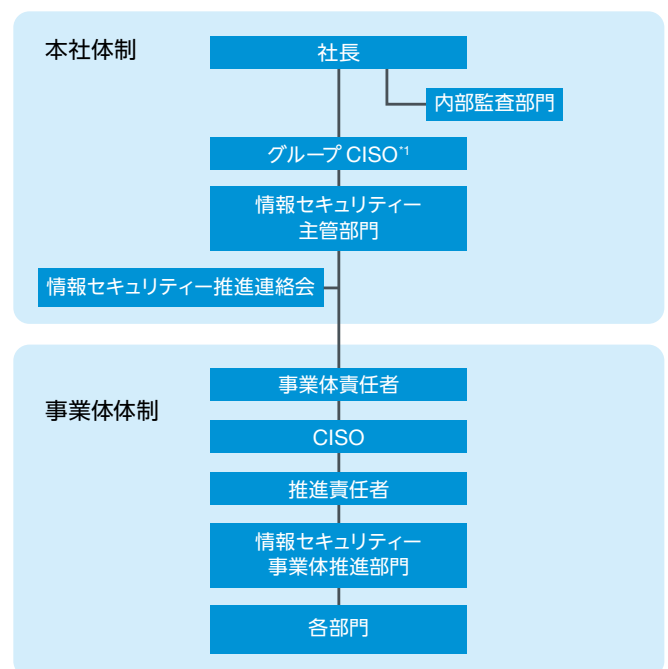 本社体制
社長
内部監査部門
グループ CISO*1
情報セキュリティー
主管部門
情報セキュリティー推進連絡会
事業体体制
事業体責任者
CISO
推進責任者
情報セキュリティー
事業体推進部門
各部門